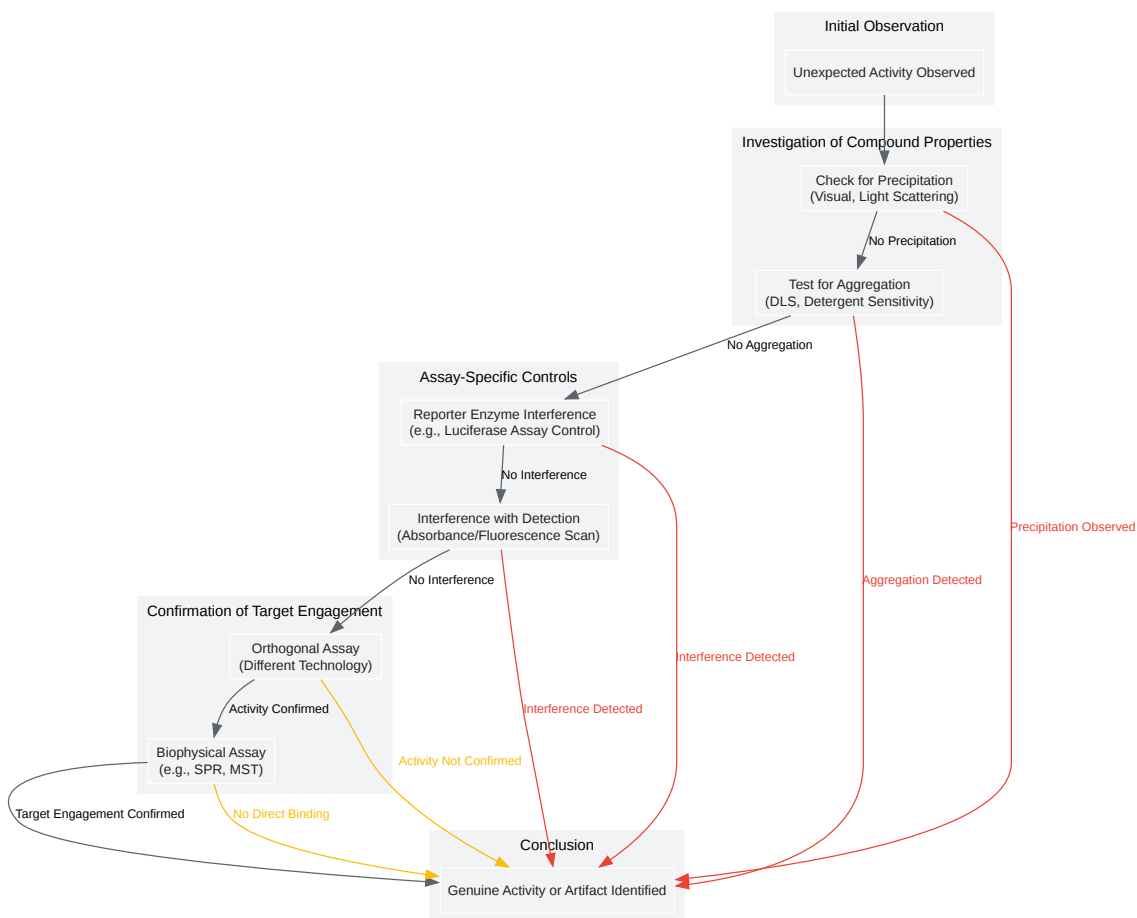 Initial Observation
Unexpected Activity Observed
Investigation of Compound Properties
Check for Precipitation
(Visual, Light Scattering)
No Precipitation
Test for Aggregation
(DLS, Detergent Sensitivity)
No Aggregation
Assay-Specific Controls
Reporter Enzyme Interference
(e.g., Luciferase Assay Control)
No Interference
Interference with Detection
(Absorbance/Fluorescence Scan)
Precipitation Observed
No Interference
Aggregation Detected
Confirmation of Target Engagement
Orthogonal Assay
(Different Technology)
Interference Detected
Activity Confirmed
Interference Detected
Biophysical Assay
(e.g., SPR, MST)
Activity Not Confirmed
Target Engagement Confirmed
No Direct Binding
Conclusion
Genuine Activity or Artifact Identified